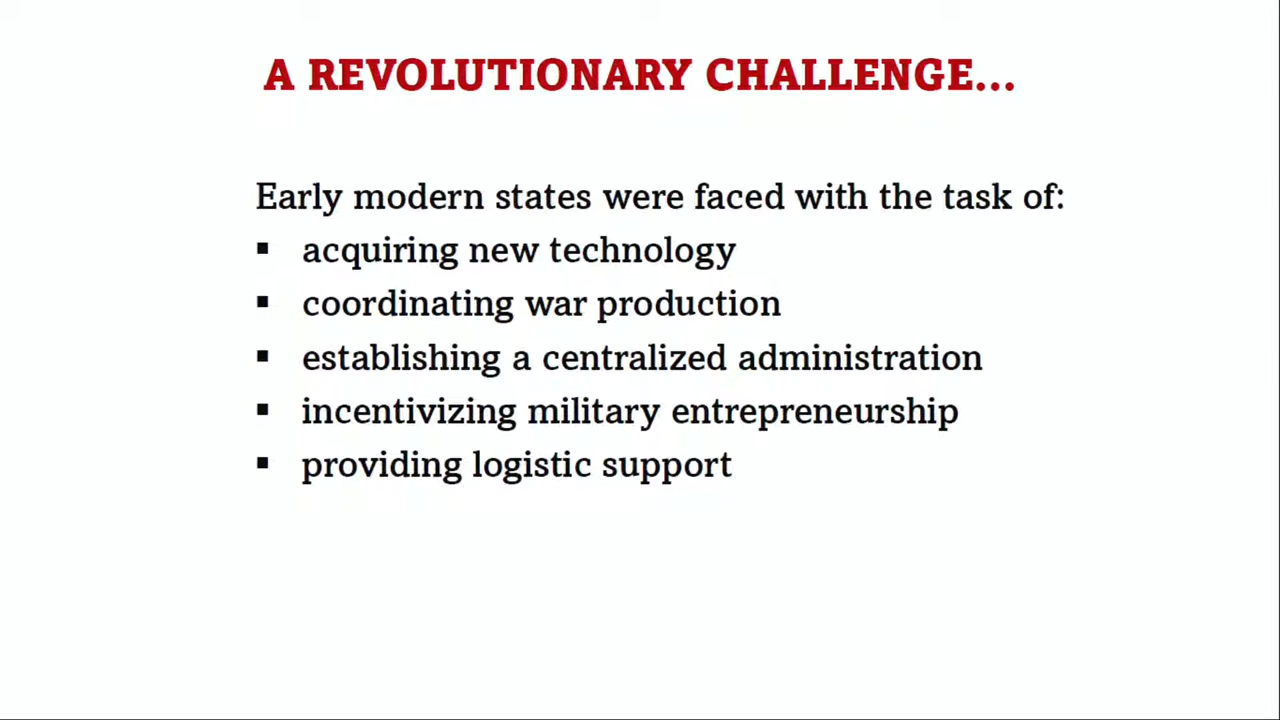 A REVOLUTIONARY CHALLENGE...
Early modern states were faced with the task of:
▪ acquiring new technology
▪ coordinating war production
▪ establishing a centralized administration
▪ incentivizing military entrepreneurship
▪ providing logistic support